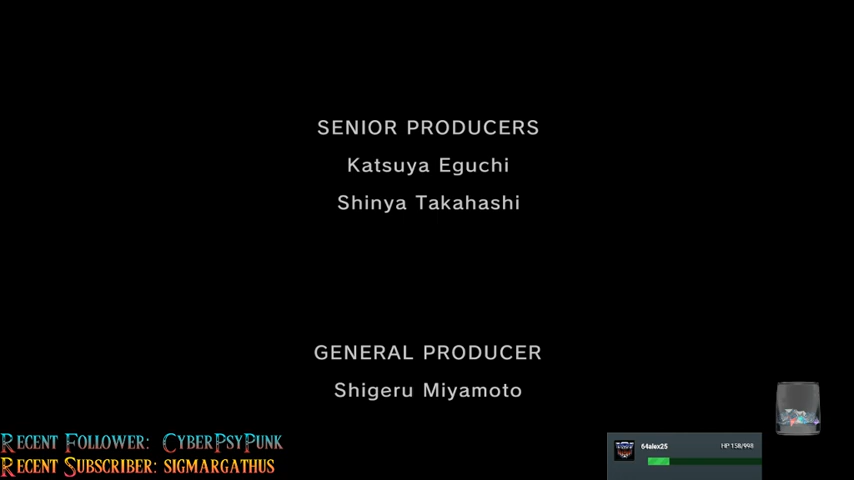 SENIOR PRODUCERS
Katsuya Eguchi
Shinya Takahashi
GENERAL PRODUCER
Shigeru Miyamoto
Recent Follower: CyberPsyPunk
Recent Subscriber: sigmargathus
64alex25 HP:158/998